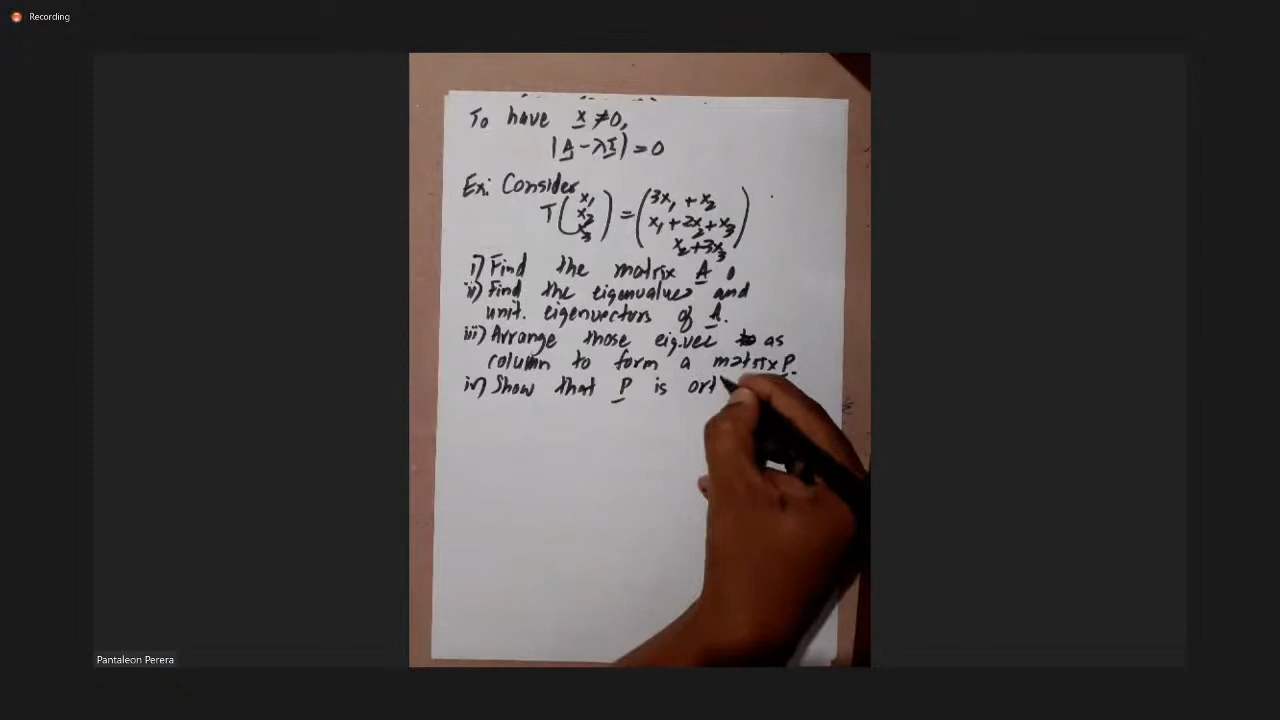 Recording
To have x ≠ 0,
|A - λI| = 0
Ex: Consider
T(x₁ x₂ x₃) = (3x₁ + x₂
x₁ + 2x₂ + x₃
x₂ + 3x₃)
i) Find the matrix A
ii) Find the eigenvalues and
unit. eigenvectors of A.
iii) Arrange those eig.vec as
column to form a matrix P.
iv) Show that P is ort
Pantaleon Perera